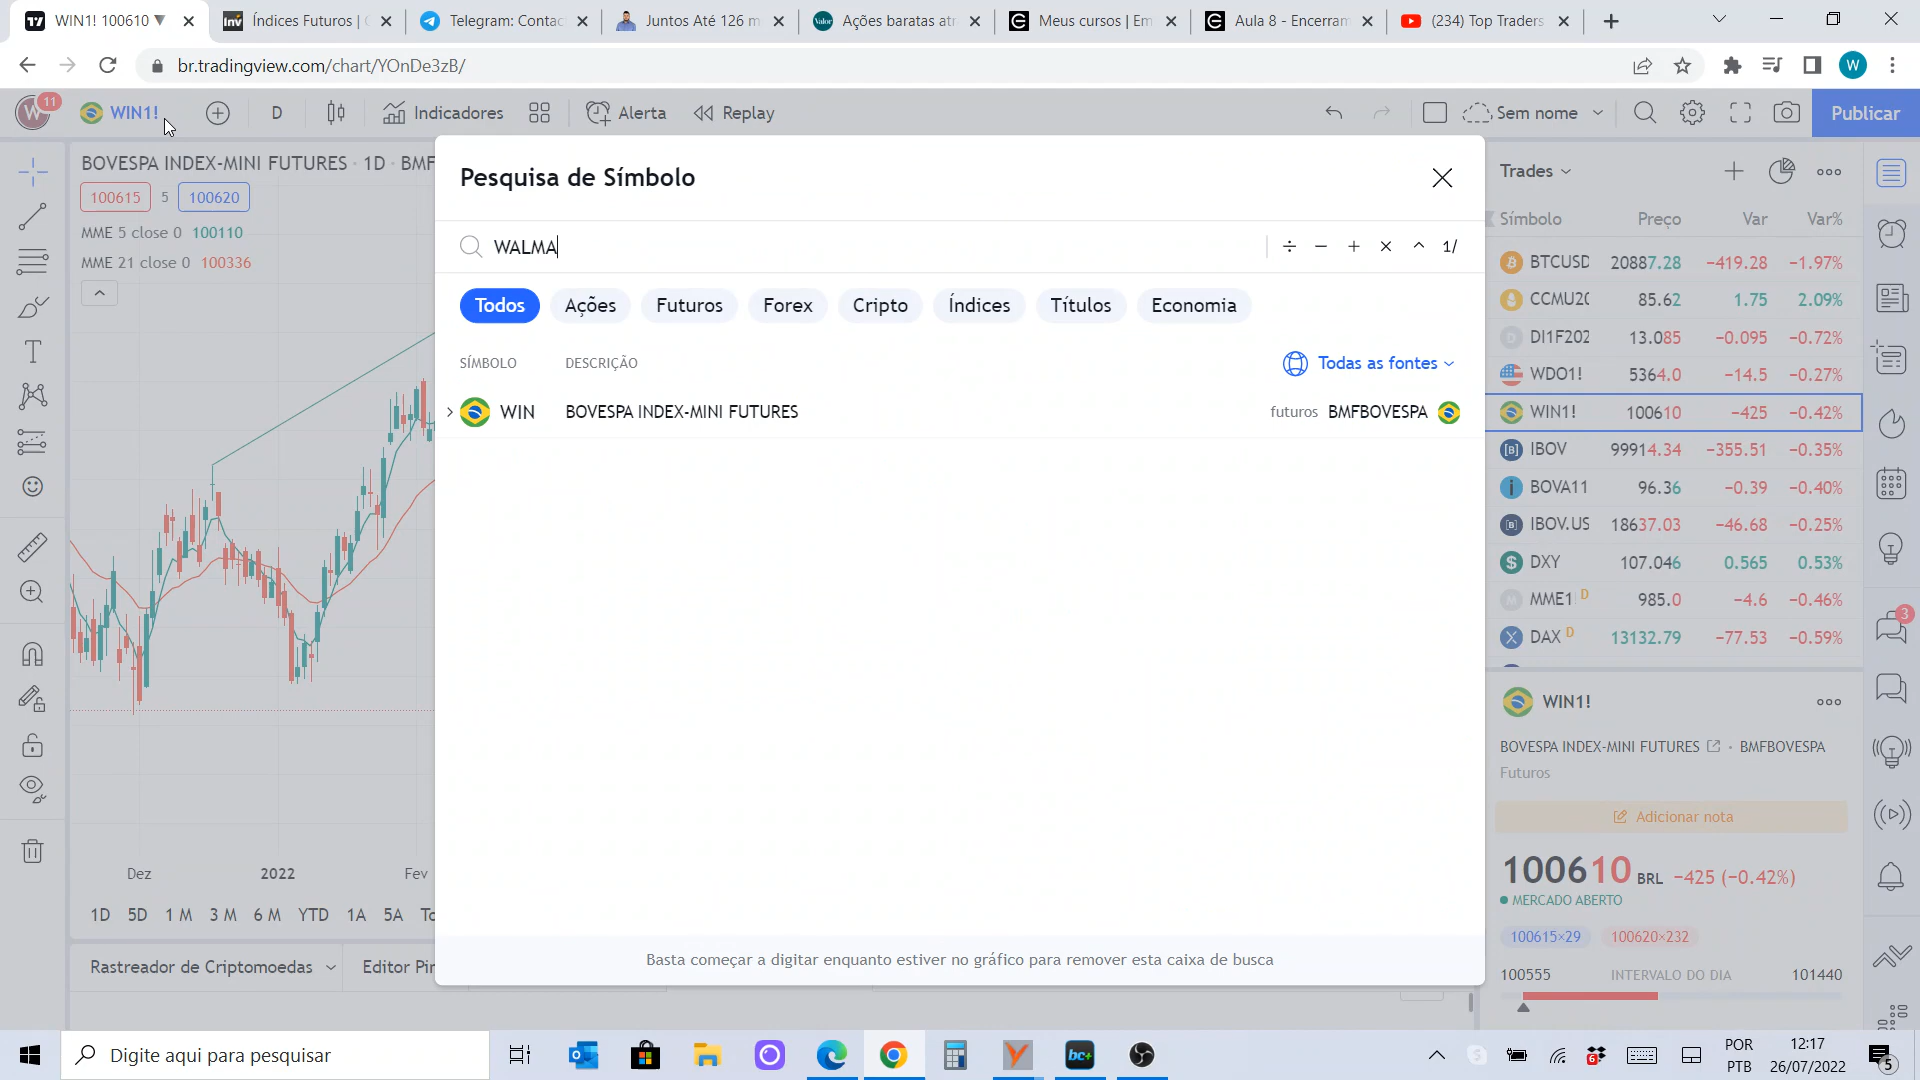 WIN1! 100610 ▼
Índices Futuros |
Telegram: Contac
Juntos Até 126 m
Ações baratas atr
Meus cursos | Em
Aula 8 - Encerram
(234) Top Traders
br.tradingview.com/chart/YOnDe3zB/
W
W
11
WIN1!
D
Indicadores
Alerta
Replay
Sem nome
Publicar
BOVESPA INDEX-MINI FUTURES · 1D · BMF
100615
5
100620
MME 5 close 0 100110
MME 21 close 0 100336
Pesquisa de Símbolo
WALMA
÷ − + × ^ 1/
Todos
Ações
Futuros
Forex
Cripto
Índices
Títulos
Economia
SÍMBOLO
DESCRIÇÃO
Todas as fontes
WIN
BOVESPA INDEX-MINI FUTURES
futuros BMFBOVESPA
Basta começar a digitar enquanto estiver no gráfico para remover esta caixa de busca
Dez
2022
Fev
1D 5D 1 M 3 M 6 M YTD 1A 5A To
Rastreador de Criptomoedas
Editor Pin
Trades
Símbolo Preço Var Var%
BTCUSD 20887.28 −419.28 −1.97%
CCMU20 85.62 1.75 2.09%
DI1F202 13.085 −0.095 −0.72%
WDO1! 5364.0 −14.5 −0.27%
WIN1! 100610 −425 −0.42%
IBOV 99914.34 −355.51 −0.35%
BOVA11 96.36 −0.39 −0.40%
IBOV.US 18637.03 −46.68 −0.25%
DXY 107.046 0.565 0.53%
MME1 D 985.0 −4.6 −0.46%
DAX D 13132.79 −77.53 −0.59%
3
WIN1!
BOVESPA INDEX-MINI FUTURES · BMFBOVESPA
Futuros
Adicionar nota
100610 BRL −425 (−0.42%)
MERCADO ABERTO
100615×29
100620×232
100555 INTERVALO DO DIA 101440
Digite aqui para pesquisar
bc+
6
POR
PTB
12:17
26/07/2022
5